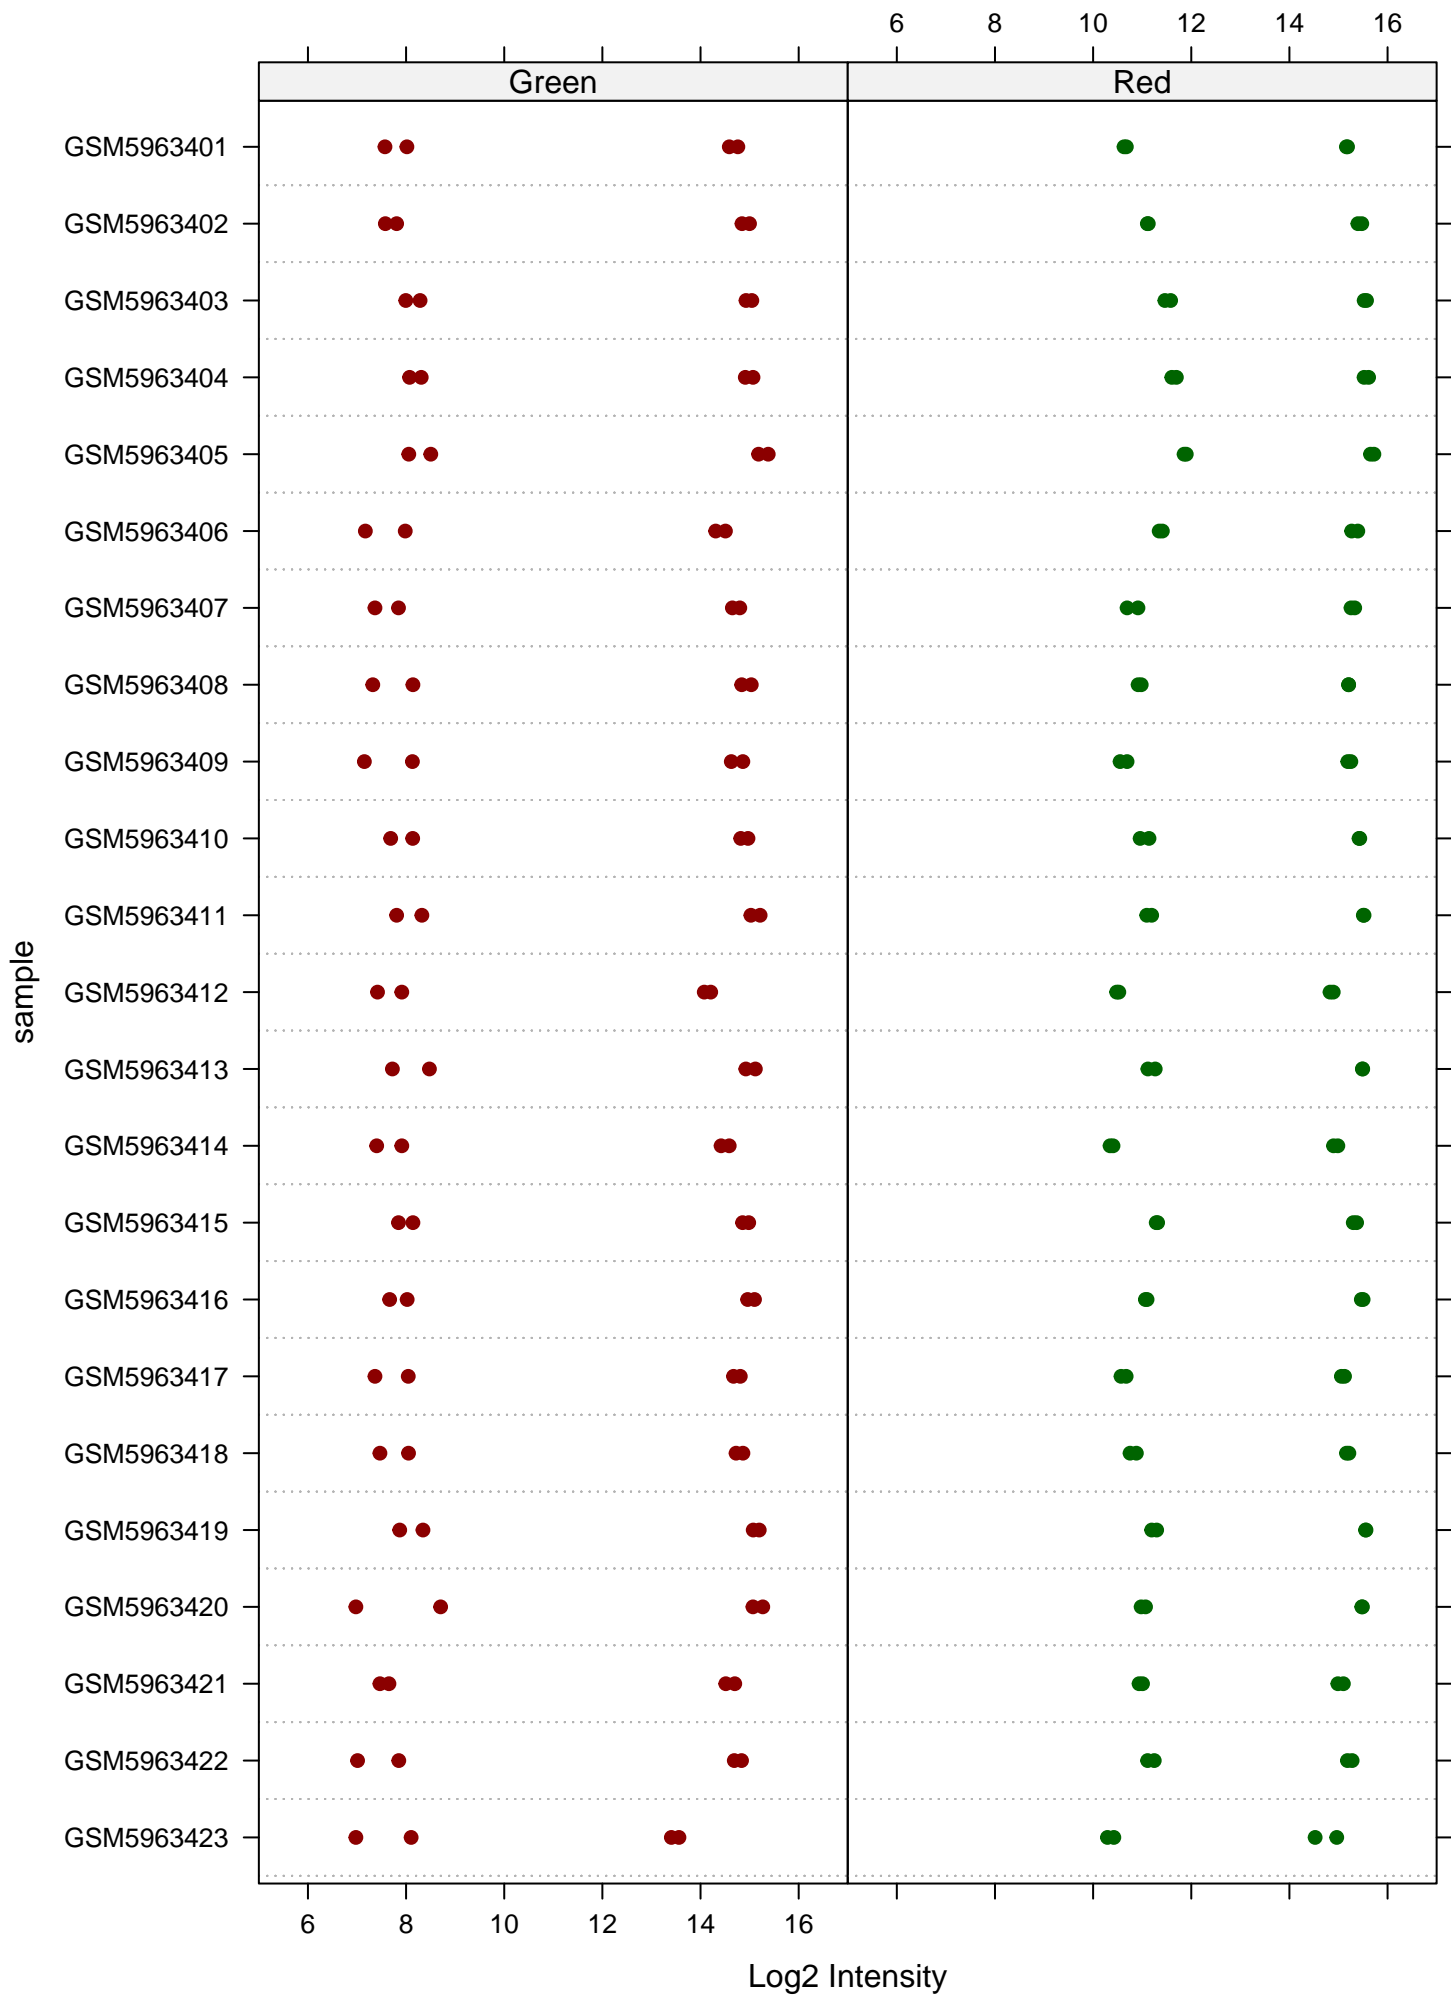 6 8 10 12 14 16
Green Red
GSM5963401
GSM5963402
GSM5963403
GSM5963404
GSM5963405
GSM5963406
GSM5963407
GSM5963408
GSM5963409
GSM5963410
GSM5963411
GSM5963412
GSM5963413
GSM5963414
GSM5963415
GSM5963416
GSM5963417
GSM5963418
GSM5963419
GSM5963420
GSM5963421
GSM5963422
GSM5963423
sample
6 8 10 12 14 16
Log2 Intensity